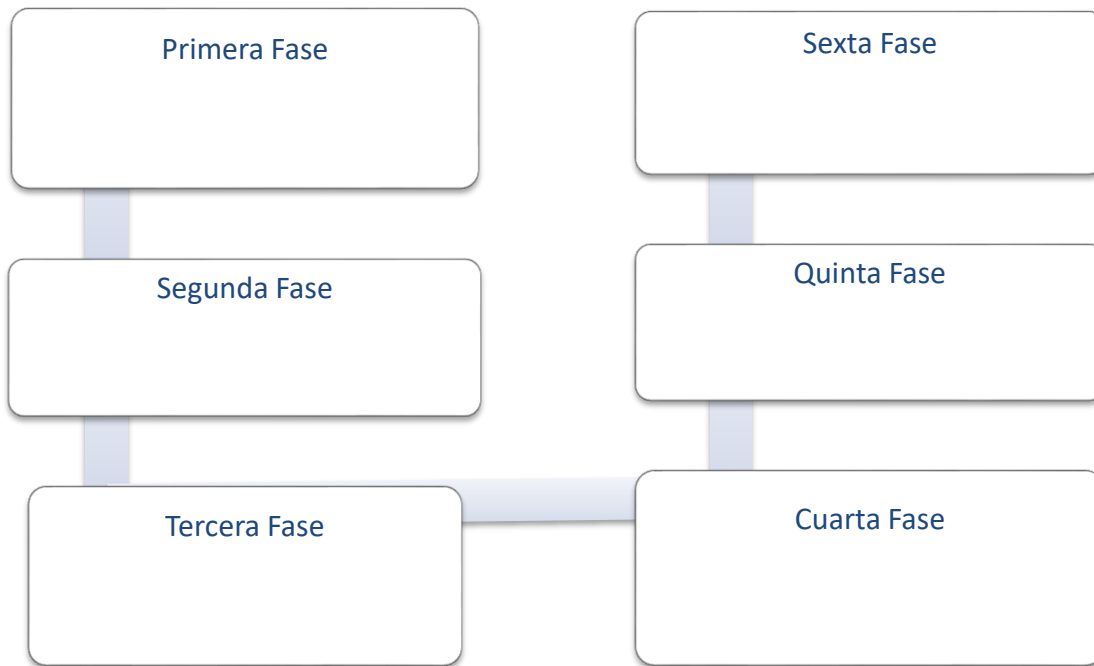 Primera Fase
Segunda Fase
Tercera Fase
Cuarta Fase
Quinta Fase
Sexta Fase